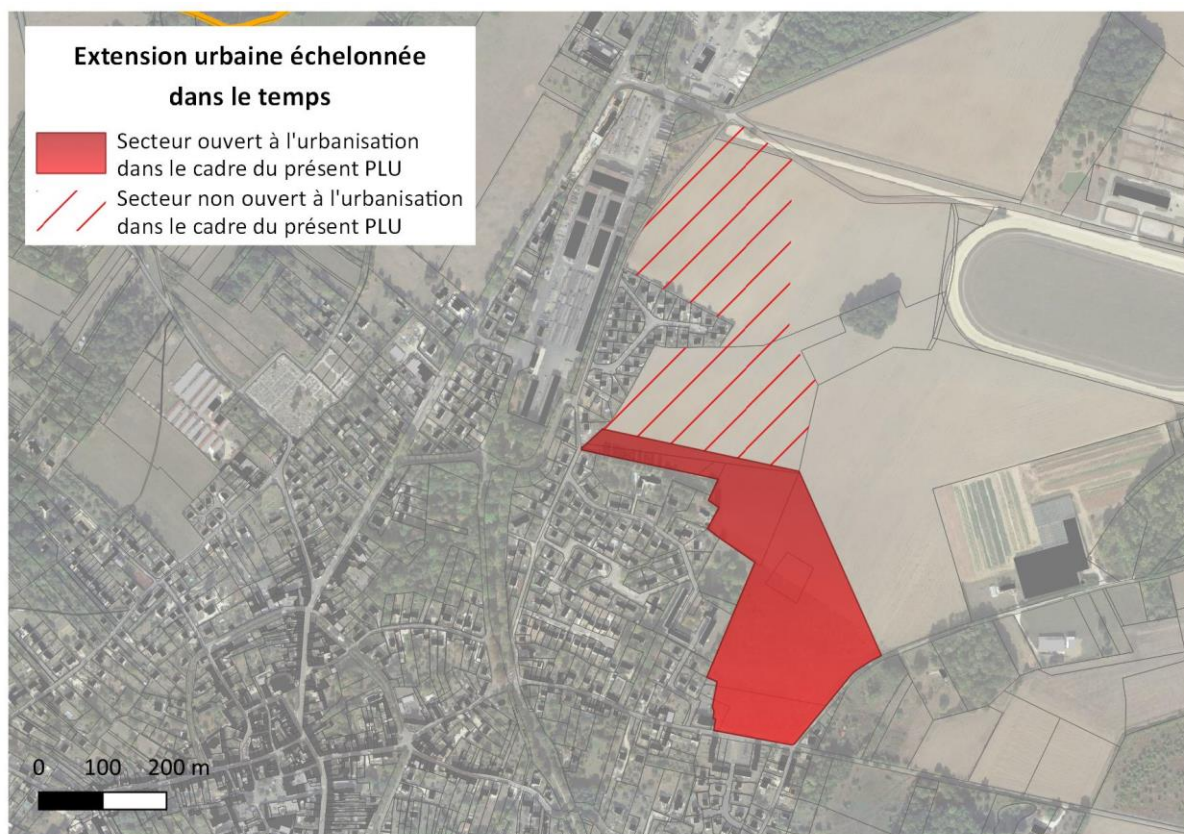 Extension urbaine échelonnée
dans le temps
Secteur ouvert à l'urbanisation
dans le cadre du présent PLU
Secteur non ouvert à l'urbanisation
dans le cadre du présent PLU
0 100 200 m